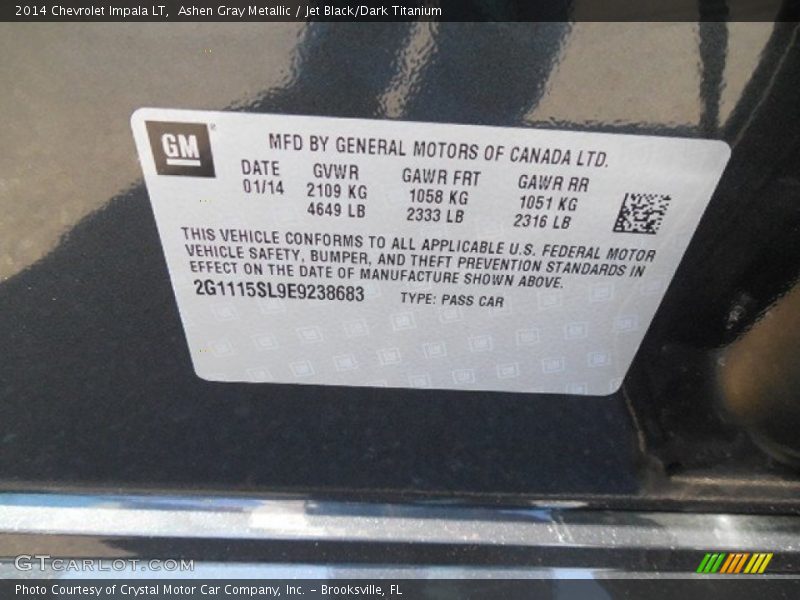 2014 Chevrolet Impala LT, Ashen Gray Metallic / Jet Black/Dark Titanium
GM
MFD BY GENERAL MOTORS OF CANADA LTD.
DATE GVWR GAWR FRT GAWR RR
01/14 2109 KG 1058 KG 1051 KG
4649 LB 2333 LB 2316 LB
THIS VEHICLE CONFORMS TO ALL APPLICABLE U.S. FEDERAL MOTOR
VEHICLE SAFETY, BUMPER, AND THEFT PREVENTION STANDARDS IN
EFFECT ON THE DATE OF MANUFACTURE SHOWN ABOVE.
2G1115SL9E9238683 TYPE: PASS CAR
GTCARLOT.COM
Photo Courtesy of Crystal Motor Car Company, Inc. – Brooksville, FL